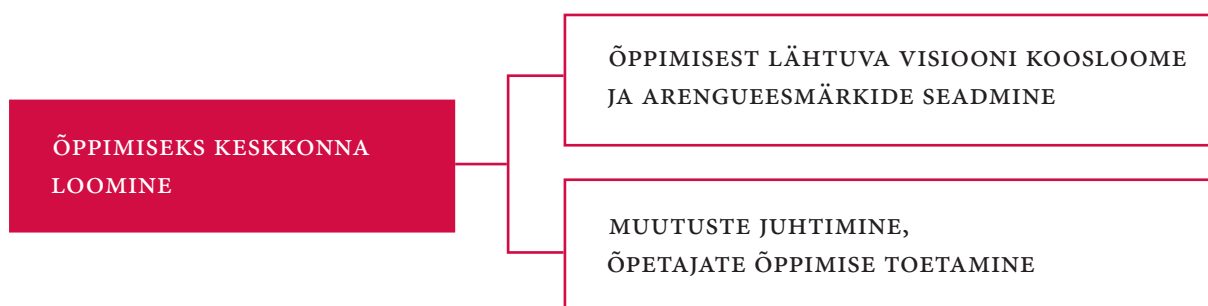 ÕPPIMISEKS KESKKONNA
LOOMINE
ÕPPIMISEST LÄHTUVA VISIOONI KOOSLOOME
JA ARENGUEESMÄRKIDE SEADMINE
MUUTUSTE JUHTIMINE,
ÕPETAJATE ÕPPIMISE TOETAMINE